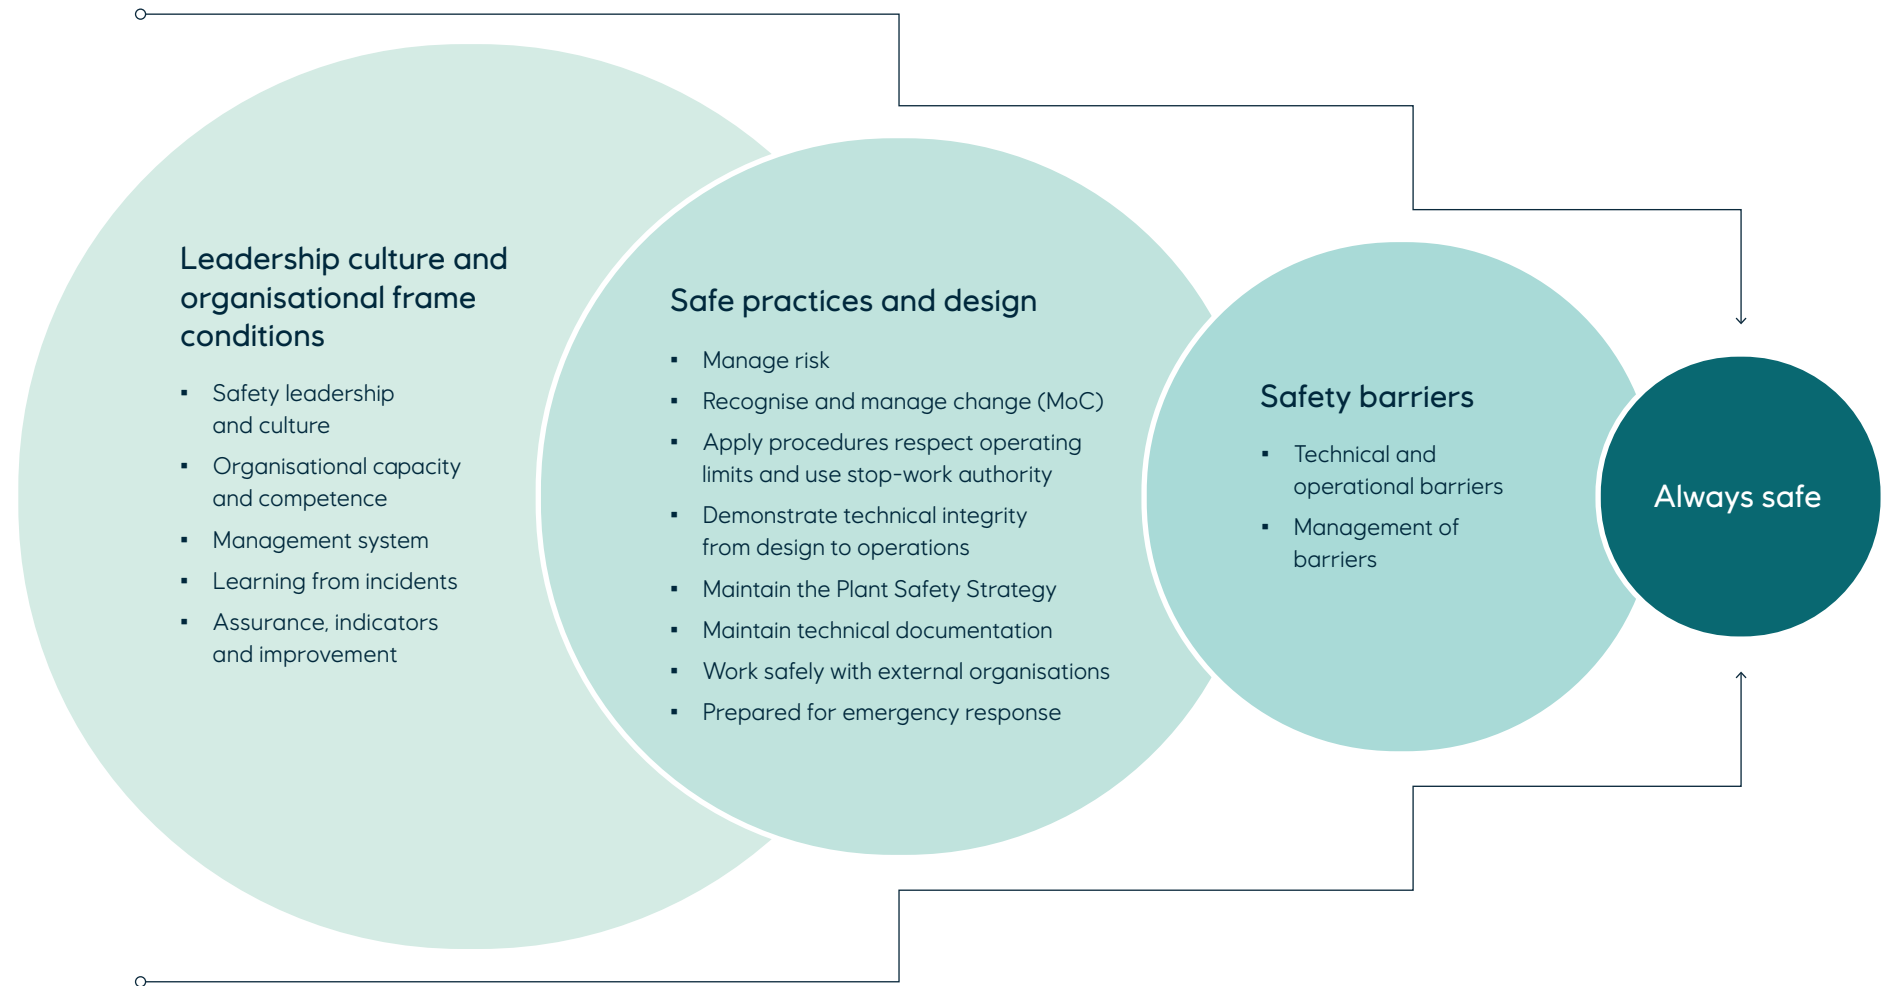 Leadership culture and
organisational frame
conditions
▪ Safety leadership
and culture
▪ Organisational capacity
and competence
▪ Management system
▪ Learning from incidents
▪ Assurance, indicators
and improvement
Safe practices and design
▪ Manage risk
▪ Recognise and manage change (MoC)
▪ Apply procedures respect operating
limits and use stop-work authority
▪ Demonstrate technical integrity
from design to operations
▪ Maintain the Plant Safety Strategy
▪ Maintain technical documentation
▪ Work safely with external organisations
▪ Prepared for emergency response
Safety barriers
▪ Technical and
operational barriers
▪ Management of
barriers
Always safe